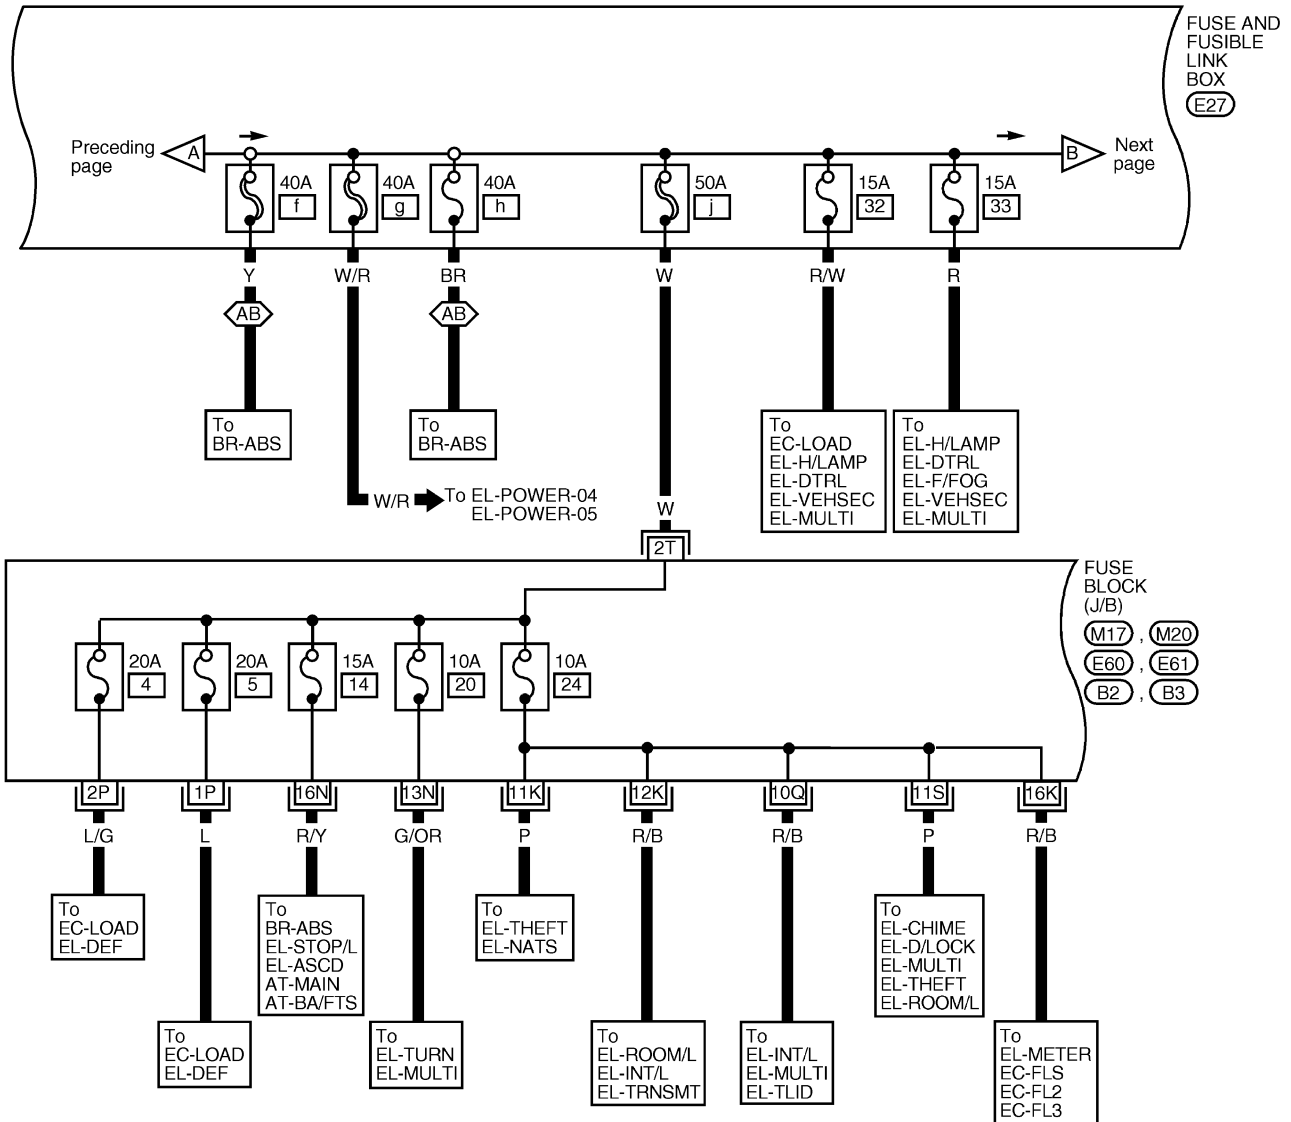 FUSE AND
FUSIBLE
LINK
BOX
E27
Preceding
page
A
B
Next
page
40A
f
40A
g
40A
h
50A
j
15A
32
15A
33
Y
W/R
BR
W
R/W
R
AB
AB
To
BR-ABS
To
BR-ABS
To
EC-LOAD
EL-H/LAMP
EL-DTRL
EL-VEHSEC
EL-MULTI
To
EL-H/LAMP
EL-DTRL
EL-F/FOG
EL-VEHSEC
EL-MULTI
W/R
To EL-POWER-04
EL-POWER-05
W
2T
FUSE
BLOCK
(J/B)
M17 , M20
E60 , E61
B2 , B3
20A
4
20A
5
15A
14
10A
20
10A
24
2P
1P
16N
13N
11K
12K
10Q
11S
16K
L/G
L
R/Y
G/OR
P
R/B
R/B
P
R/B
To
EC-LOAD
EL-DEF
To
BR-ABS
EL-STOP/L
EL-ASCD
AT-MAIN
AT-BA/FTS
To
EL-THEFT
EL-NATS
To
EL-CHIME
EL-D/LOCK
EL-MULTI
EL-THEFT
EL-ROOM/L
To
EC-LOAD
EL-DEF
To
EL-TURN
EL-MULTI
To
EL-ROOM/L
EL-INT/L
EL-TRNSMT
To
EL-INT/L
EL-MULTI
EL-TLID
To
EL-METER
EC-FLS
EC-FL2
EC-FL3